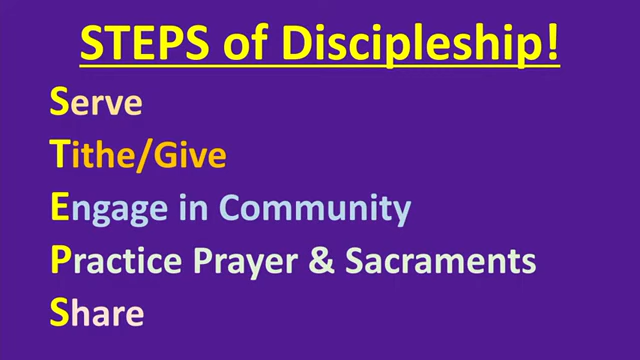 STEPS of Discipleship!
Serve
Tithe/Give
Engage in Community
Practice Prayer & Sacraments
Share